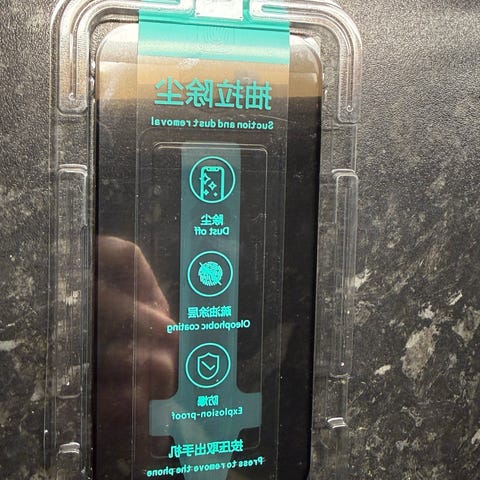 抽拉除尘
Suction and dust removal
除尘
Dust off
疏油涂层
Oleophobic coating
防爆
Explosion-proof
按压取出手机
Press to remove the phone